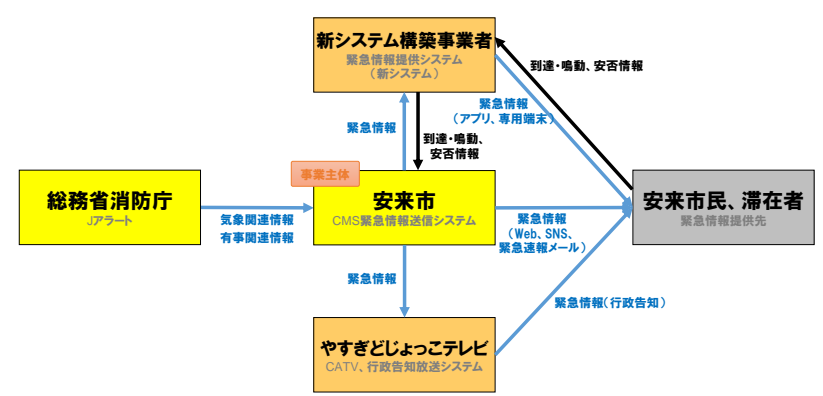 新システム構築事業者
緊急情報提供システム
（新システム）
到達・鳴動、安否情報
緊急情報
（アプリ、専用端末）
緊急情報
到達・鳴動、
安否情報
事業主体
総務省消防庁
Jアラート
気象関連情報
有事関連情報
安来市
CMS緊急情報送信システム
緊急情報
（Web、SNS、
緊急速報メール）
安来市民、滞在者
緊急情報提供先
緊急情報
緊急情報（行政告知）
やすぎどじょっこテレビ
CATV、行政告知放送システム